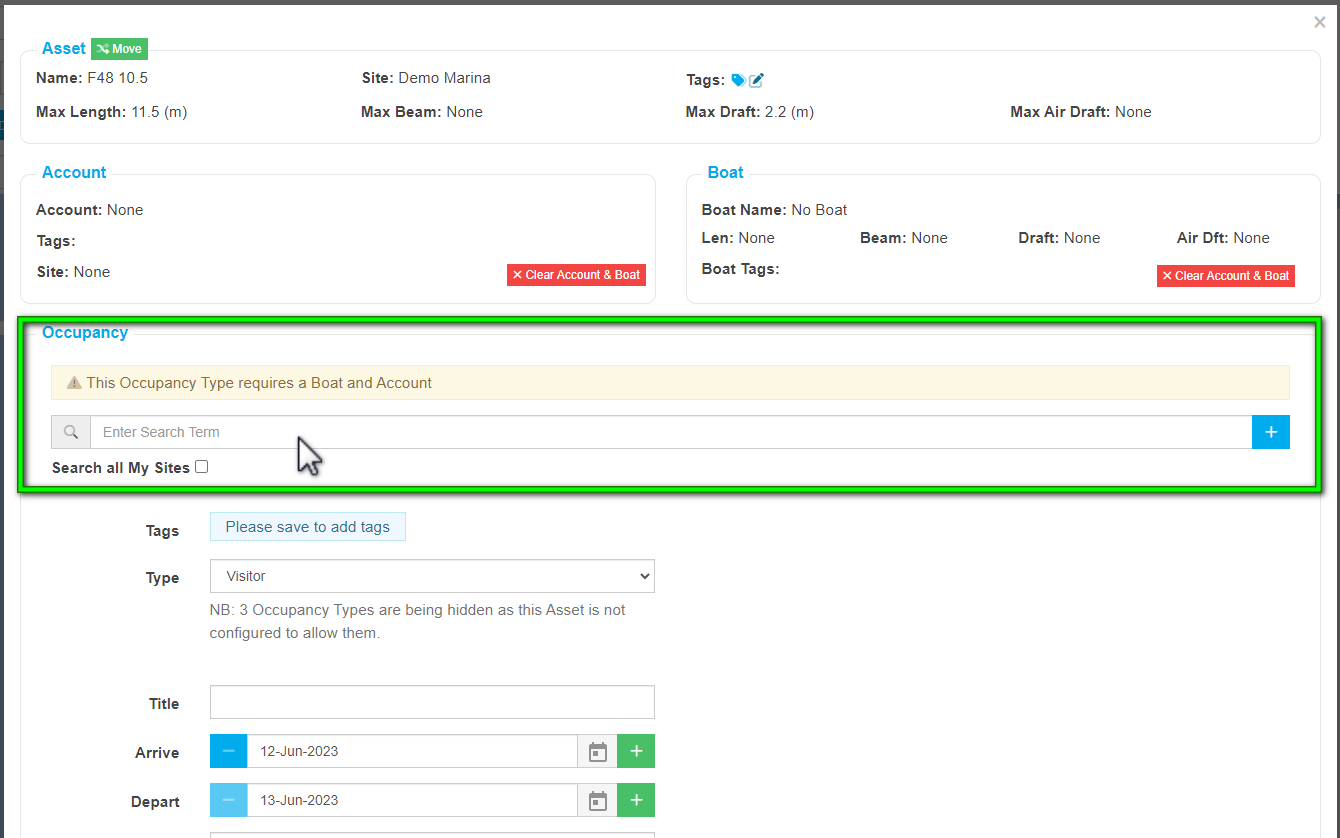 ×
Asset Move
Name: F48 10.5 Site: Demo Marina Tags:
Max Length: 11.5 (m) Max Beam: None Max Draft: 2.2 (m) Max Air Draft: None
Account
Account: None
Tags:
Site: None
× Clear Account & Boat
Boat
Boat Name: No Boat
Len: None Beam: None Draft: None Air Dft: None
Boat Tags:
× Clear Account & Boat
Occupancy
This Occupancy Type requires a Boat and Account
Enter Search Term +
Search all My Sites
Tags Please save to add tags
Type Visitor
NB: 3 Occupancy Types are being hidden as this Asset is not
configured to allow them.
Title
Arrive − 12-Jun-2023 +
Depart − 13-Jun-2023 +